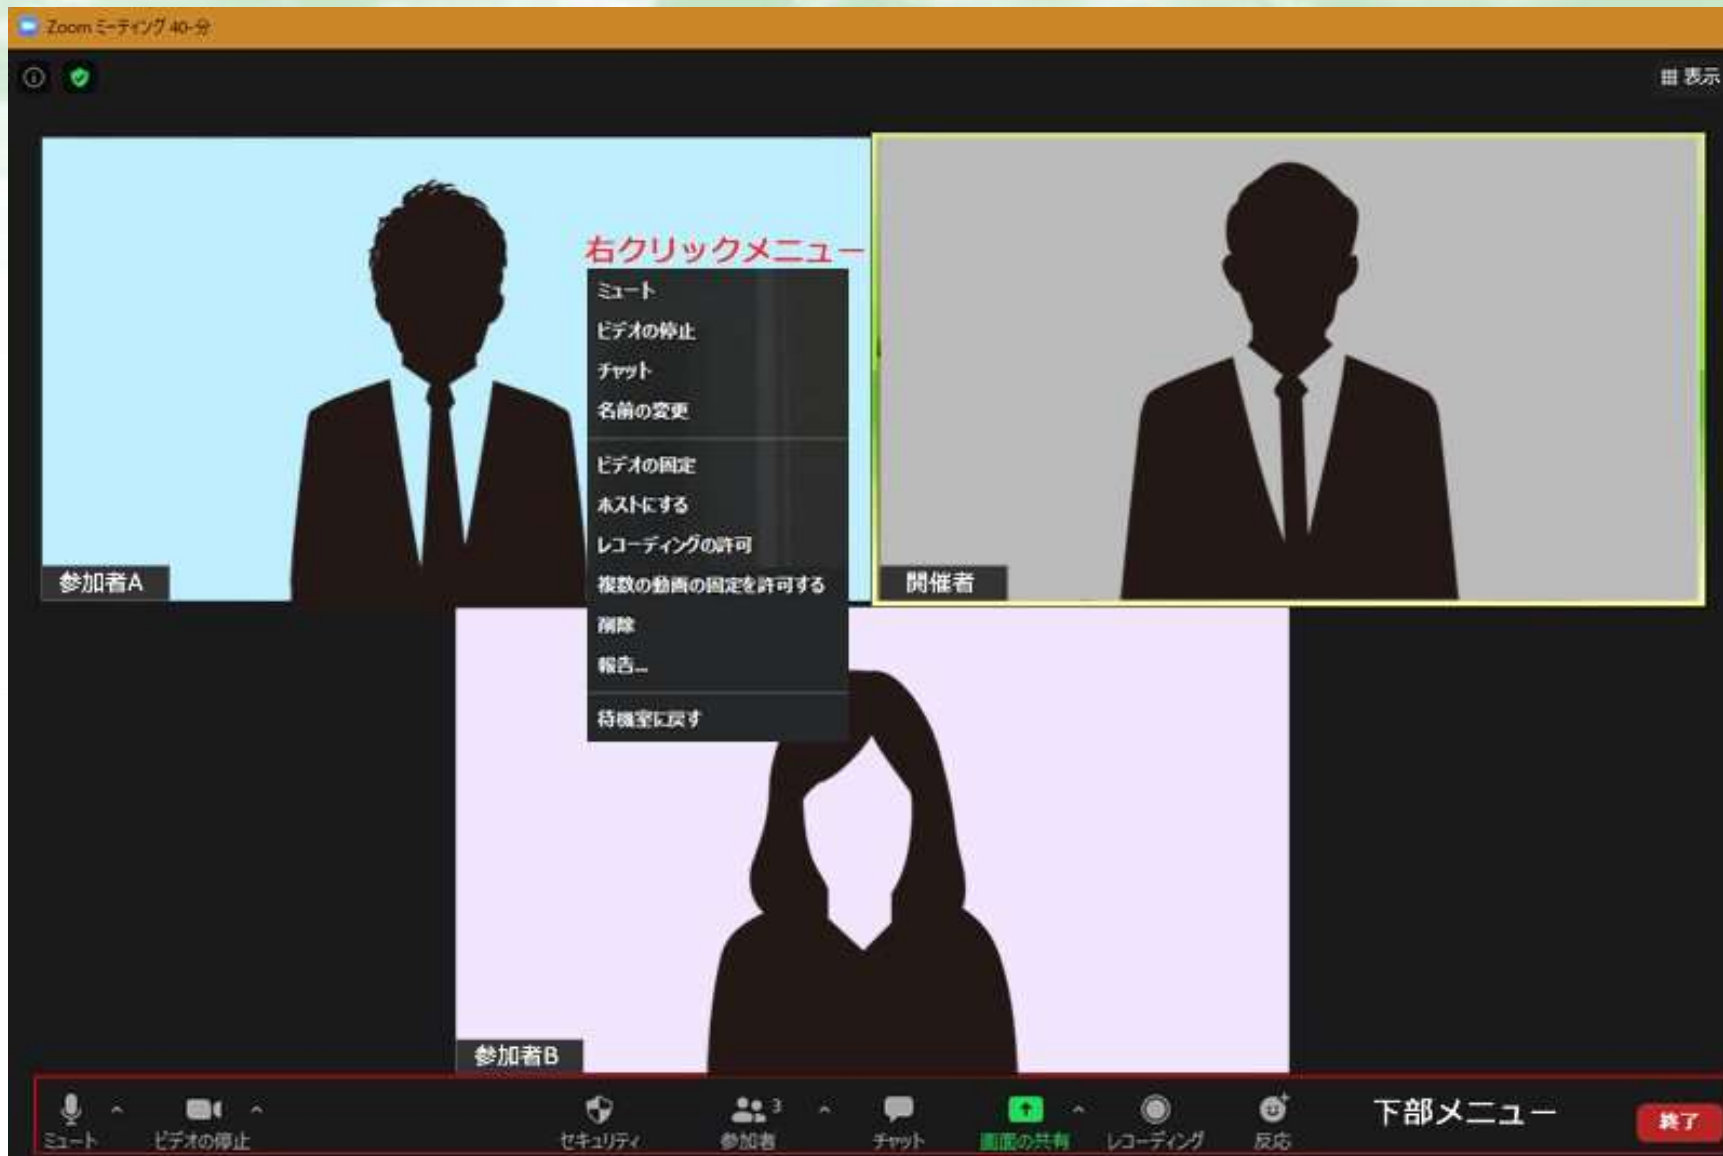 Zoom ミーティング 40-分
表示
右クリックメニュー
ミュート
ビデオの停止
チャット
名前の変更
ビデオの固定
ホストにする
レコーディングの許可
複数の動画の固定を許可する
削除
報告...
待機室に戻す
参加者A
開催者
参加者B
ミュート
ビデオの停止
セキュリティ
参加者
3
チャット
画面の共有
レコーディング
反応
下部メニュー
終了